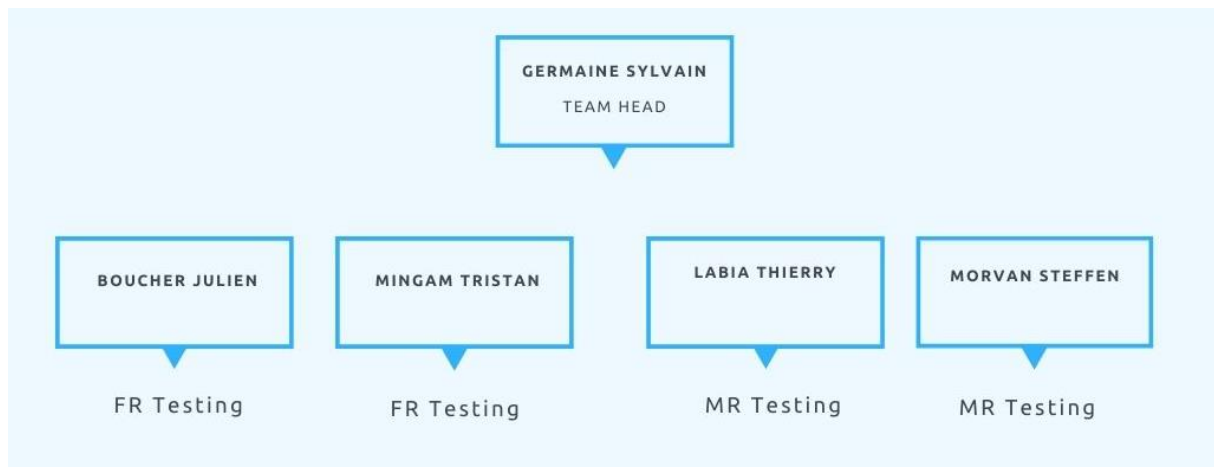 GERMAINE SYLVAIN
TEAM HEAD
BOUCHER JULIEN
MINGAM TRISTAN
LABIA THIERRY
MORVAN STEFFEN
FR Testing
FR Testing
MR Testing
MR Testing